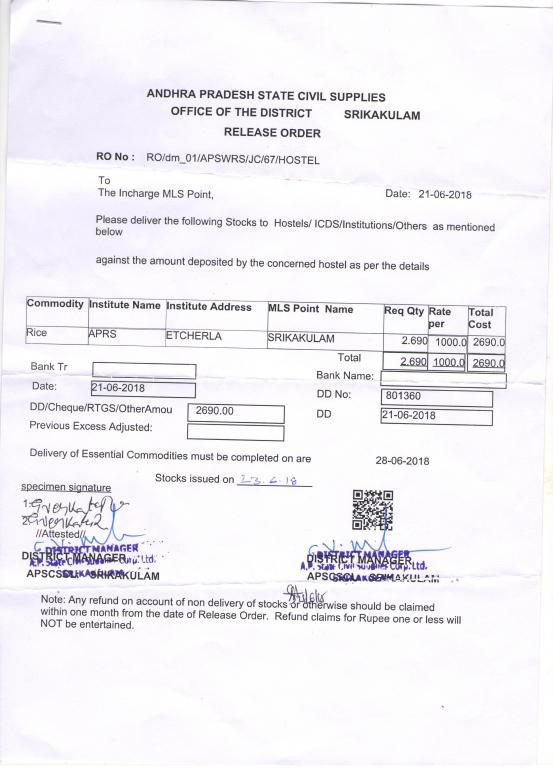 ANDHRA PRADESH STATE CIVIL SUPPLIES
OFFICE OF THE DISTRICT SRIKAKULAM
RELEASE ORDER
RO No : RO/dm_01/APSWRS/JC/67/HOSTEL
To
The Incharge MLS Point, Date: 21-06-2018
Please deliver the following Stocks to Hostels/ ICDS/Institutions/Others as mentioned
below
against the amount deposited by the concerned hostel as per the details
Commodity Institute Name Institute Address MLS Point Name Req Qty Rate per Total Cost
Rice APRS ETCHERLA SRIKAKULAM 2.690 1000.0 2690.0
Total 2.690 1000.0 2690.0
Bank Tr Bank Name:
Date: 21-06-2018 DD No: 801360
DD/Cheque/RTGS/OtherAmou 2690.00 DD 21-06-2018
Previous Excess Adjusted:
Delivery of Essential Commodities must be completed on are 28-06-2018
Stocks issued on 23.6.18
specimen signature
1.
2.
//Attested//
DISTRICT MANAGER DISTRICT MANAGER
DISTRICT MANAGER DISTRICT MANAGER
A.P. State Civil Supplies Corp. Ltd. A.P. State Civil Supplies Corp. Ltd.
APSCSCL SRIKAKULAM APSCSCL SRIKAKULAM
Note: Any refund on account of non delivery of stocks or otherwise should be claimed
within one month from the date of Release Order. Refund claims for Rupee one or less will
NOT be entertained.